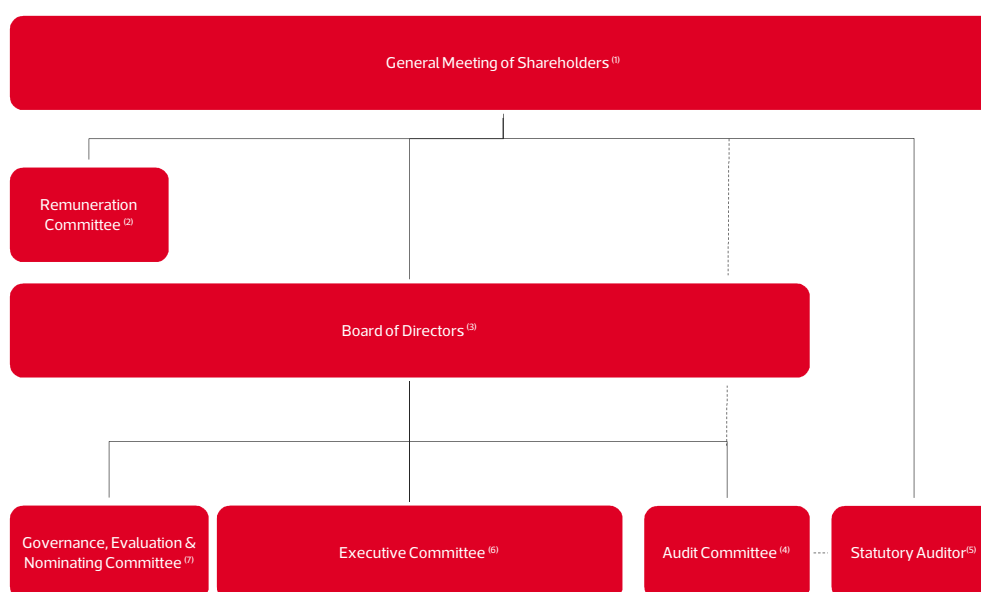 General Meeting of Shareholders (1)
Remuneration
Committee (2)
Board of Directors (3)
Governance, Evaluation &
Nominating Committee (7)
Executive Committee (6)
Audit Committee (4)
Statutory Auditor(5)